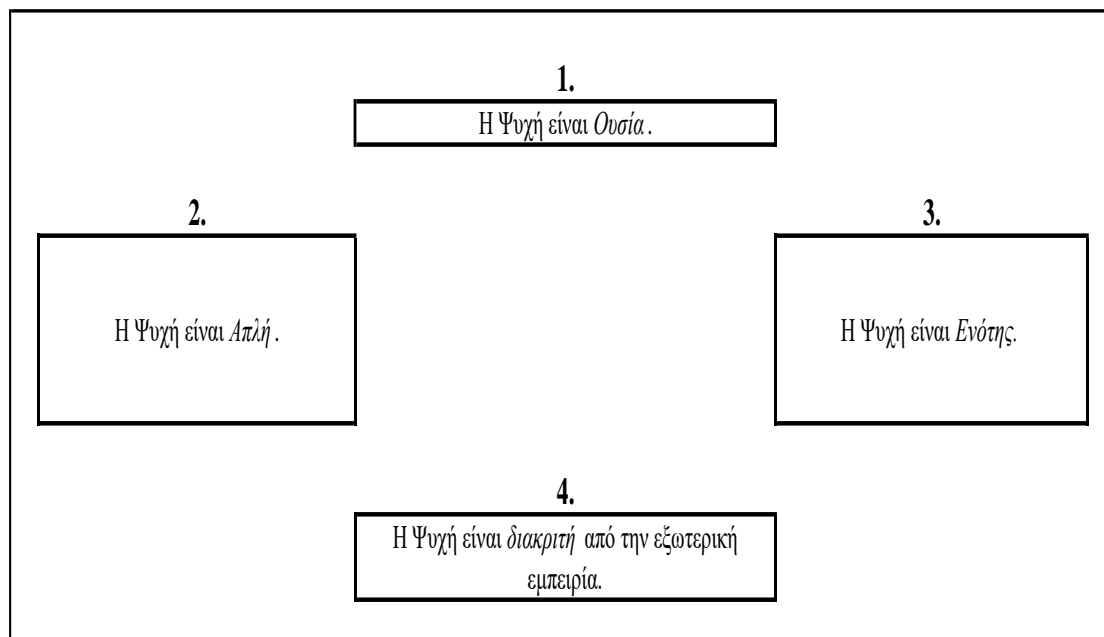 1.
Η Ψυχή είναι Ουσία .
2.
Η Ψυχή είναι Απλή .
3.
Η Ψυχή είναι Ενότης.
4.
Η Ψυχή είναι διακριτή από την εξωτερική
εμπειρία.